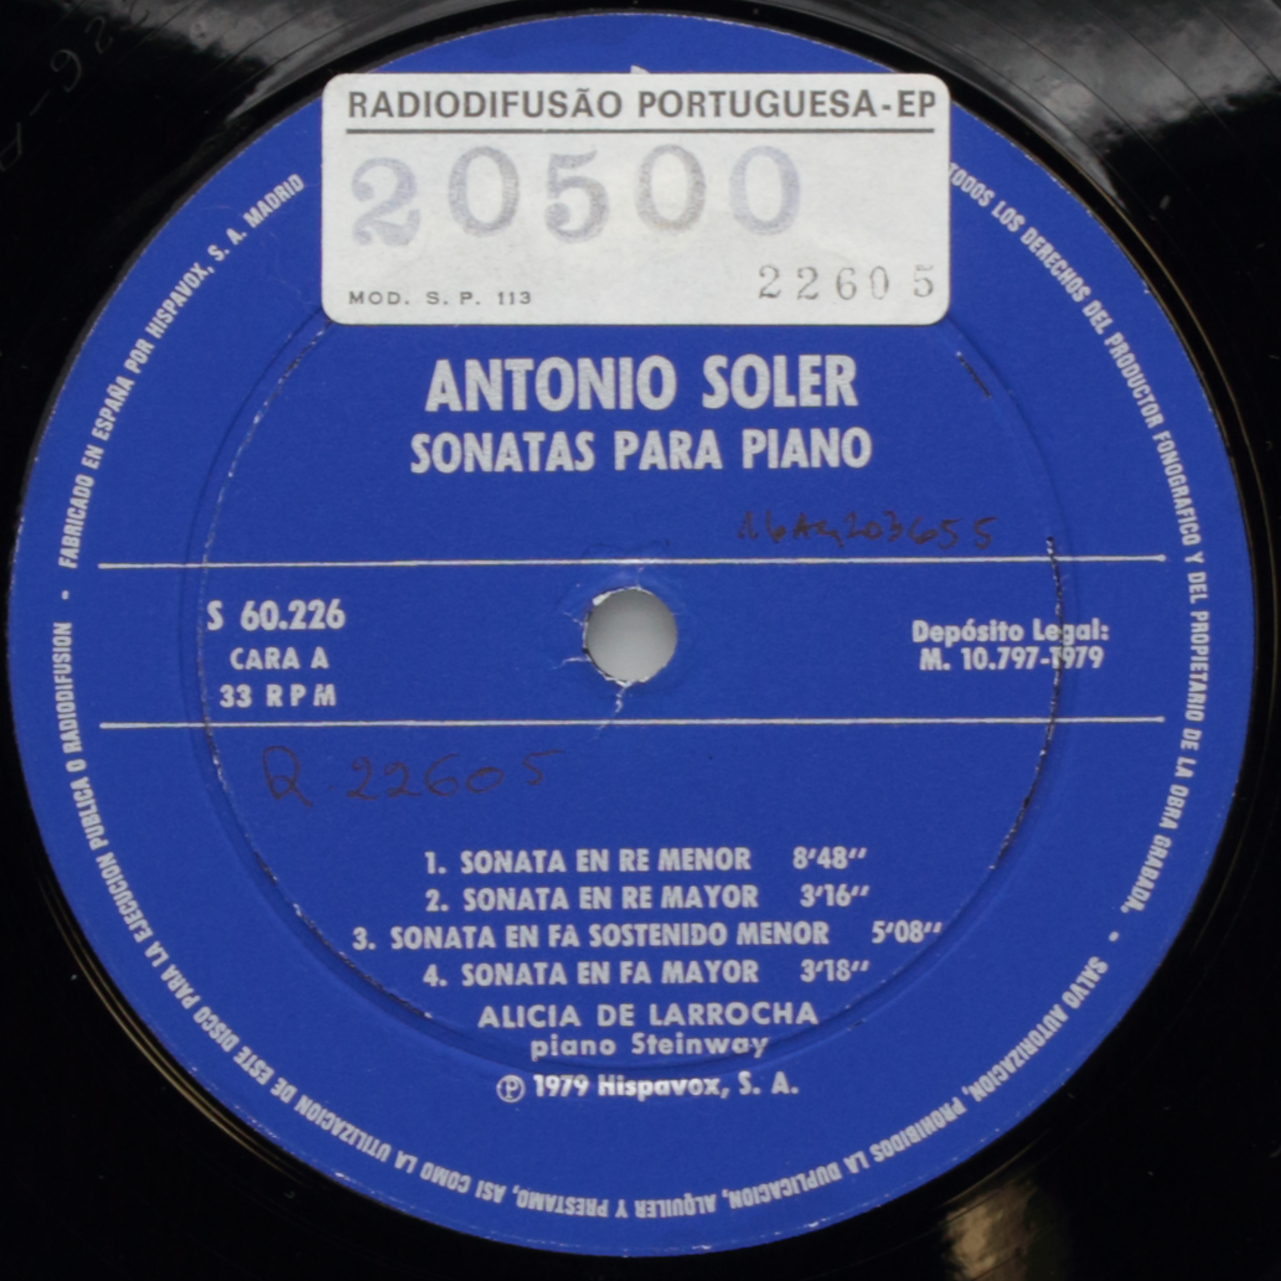 RADIODIFUSÃO PORTUGUESA-EP
20500
22605
MOD. S. P. 113
ANTONIO SOLER
SONATAS PARA PIANO
S 60.226
CARA A
33 RPM
Depósito Legal:
M. 10.797-1979
R-22605
1. SONATA EN RE MENOR 8'48''
2. SONATA EN RE MAYOR 3'16''
3. SONATA EN FA SOSTENIDO MENOR 5'08''
4. SONATA EN FA MAYOR 3'18''
ALICIA DE LARROCHA
piano Steinway
Ⓟ 1979 Hispavox, S. A.
FABRICADO EN ESPAÑA POR HISPAVOX, S. A. MADRID
TODOS LOS DERECHOS DEL PRODUCTOR FONOGRAFICO Y DEL PROPIETARIO DE LA OBRA GRABADA. - SALVO AUTORIZACION, PROHIBIDOS LA DUPLICACION, ALQUILER Y PRESTAMO, ASI COMO LA UTILIZACION DE ESTE DISCO PARA LA EJECUCION PUBLICA O RADIODIFUSION -